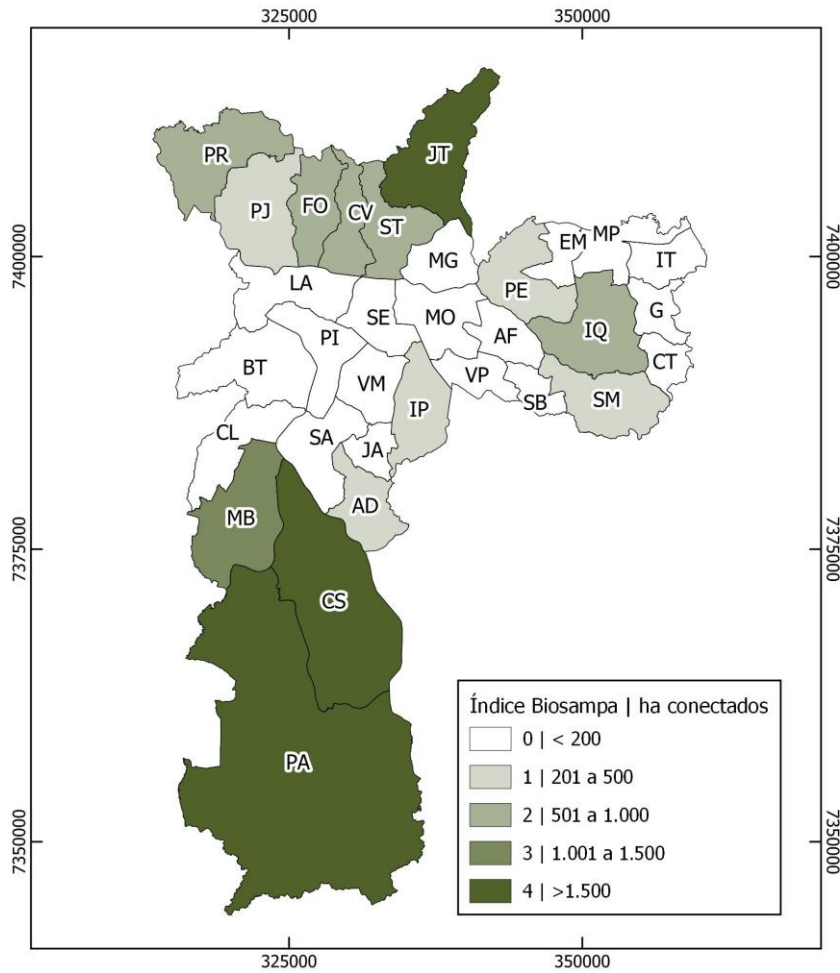 325000
350000
JT
PR
PJ
FO
CV
ST
7400000
7400000
MG
EM
MP
IT
LA
PE
G
SE
MO
IQ
PI
AF
BT
VM
VP
CT
IP
SB
SM
CL
SA
JA
AD
MB
7375000
7375000
CS
PA
Índice Biosampa | ha conectados
0 | < 200
1 | 201 a 500
2 | 501 a 1.000
3 | 1.001 a 1.500
4 | >1.500
7350000
7350000
325000
350000